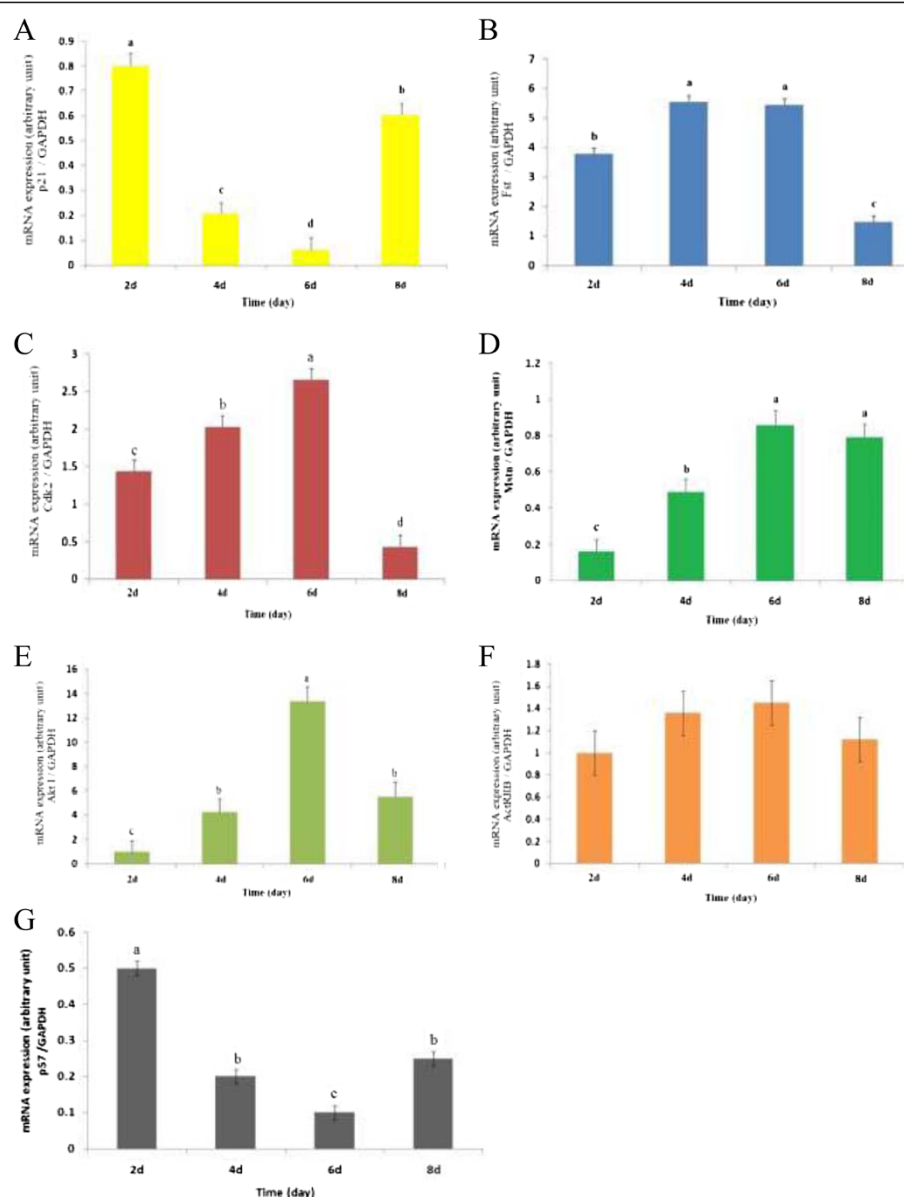 A
mRNA expression (arbitrary unit)
p21 / GAPDH
0.9
0.8
0.7
0.6
0.5
0.4
0.3
0.2
0.1
0
a
c
d
b
2d 4d 6d 8d
Time (day)
B
mRNA expression (arbitrary unit)
Fst / GAPDH
7
6
5
4
3
2
1
0
b
a
a
c
2d 4d 6d 8d
Time (day)
C
mRNA expression (arbitrary unit)
Cdk2 / GAPDH
3
2.5
2
1.5
1
0.5
0
c
b
a
d
2d 4d 6d 8d
Time (day)
D
mRNA expression (arbitrary unit)
Mstn / GAPDH
1.2
1
0.8
0.6
0.4
0.2
0
c
b
a
a
2d 4d 6d 8d
Time (day)
E
mRNA expression (arbitrary unit)
Akt1 / GAPDH
16
14
12
10
8
6
4
2
0
c
b
a
b
2d 4d 6d 8d
Time (day)
F
mRNA expression (arbitrary unit)
ActRIIB / GAPDH
1.8
1.6
1.4
1.2
1
0.8
0.6
0.4
0.2
0
2d 4d 6d 8d
Time (day)
G
mRNA expression (arbitrary unit)
p57 /GAPDH
0.6
0.5
0.4
0.3
0.2
0.1
0
a
b
c
b
2d 4d 6d 8d
Time (day)